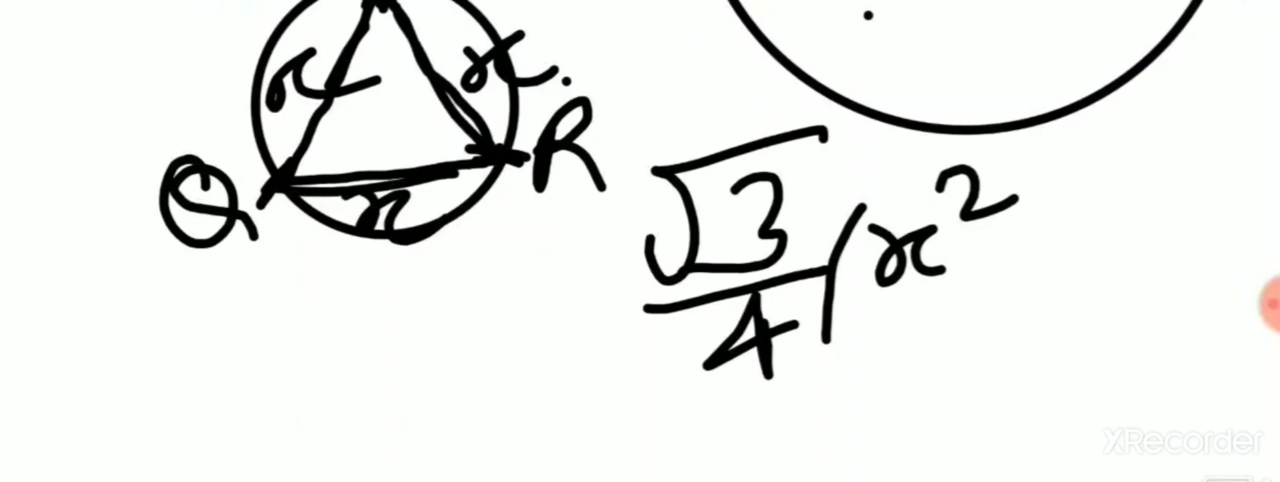 x x.
Q x R
√3/4 x²
XRecorder